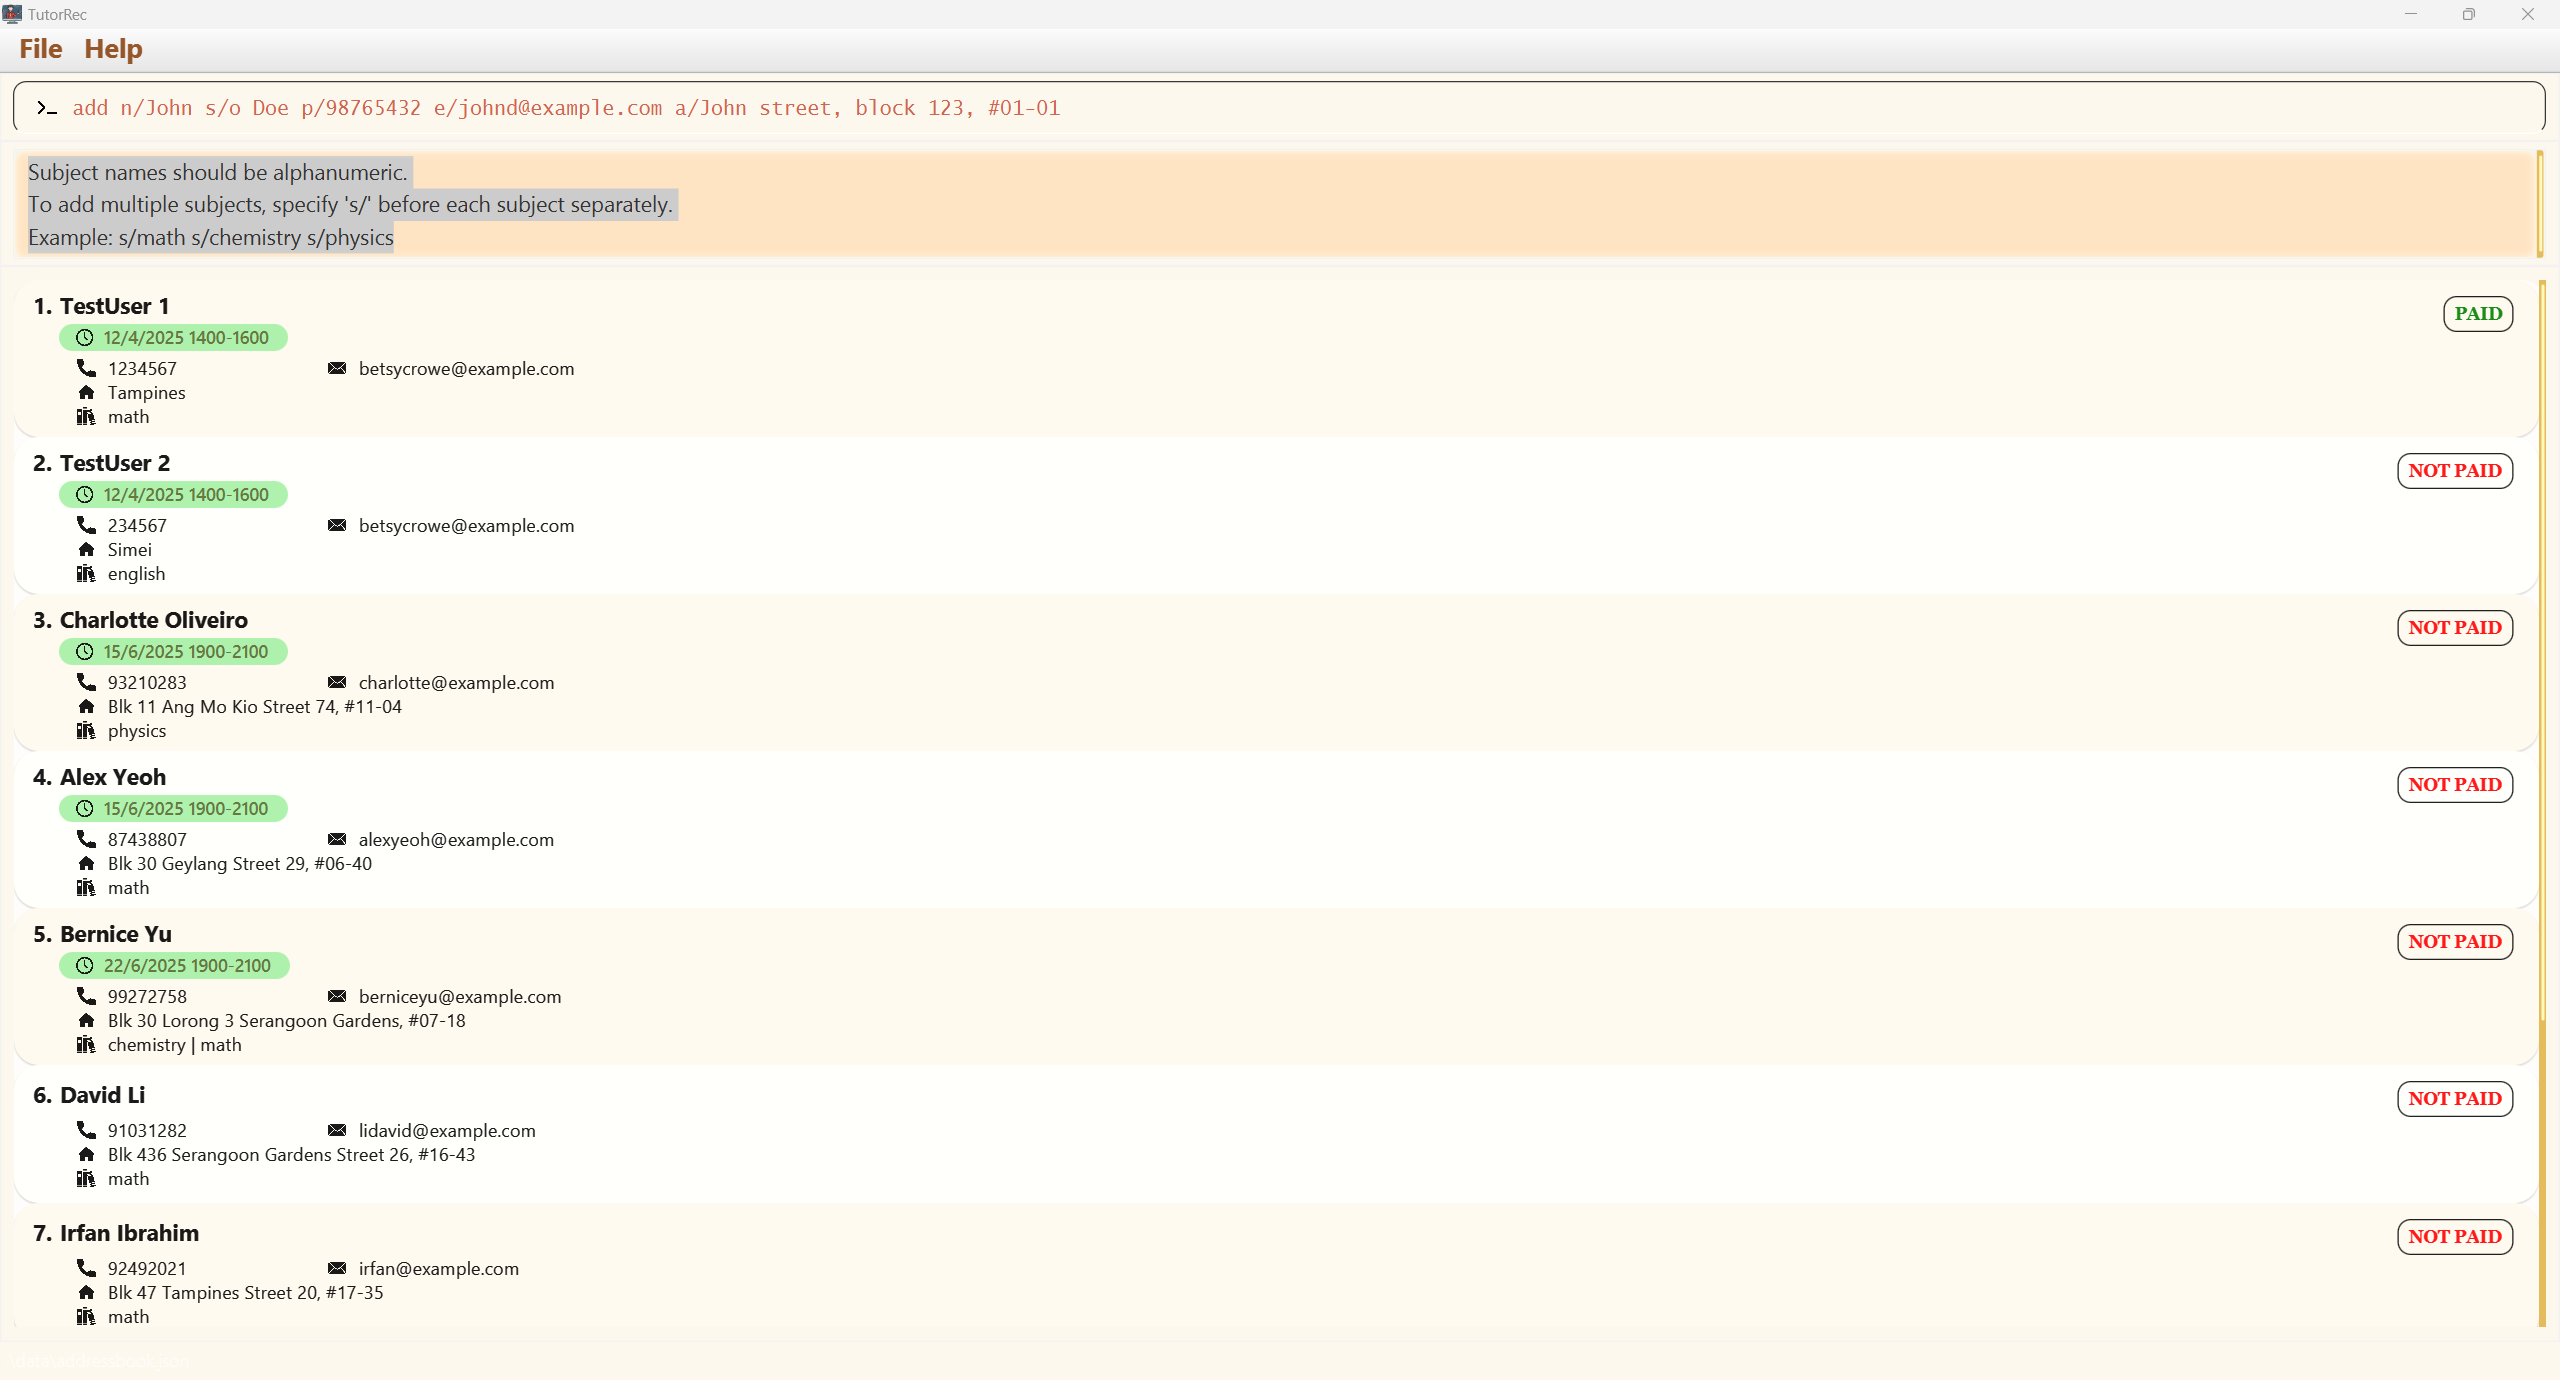 TutorRec
File Help
>_ add n/John s/o Doe p/98765432 e/johnd@example.com a/John street, block 123, #01-01
Subject names should be alphanumeric.
To add multiple subjects, specify 's/' before each subject separately.
Example: s/math s/chemistry s/physics
1. TestUser 1
PAID
12/4/2025 1400-1600
1234567 betsycrowe@example.com
Tampines
math
2. TestUser 2
NOT PAID
12/4/2025 1400-1600
234567 betsycrowe@example.com
Simei
english
3. Charlotte Oliveiro
NOT PAID
15/6/2025 1900-2100
93210283 charlotte@example.com
Blk 11 Ang Mo Kio Street 74, #11-04
physics
4. Alex Yeoh
NOT PAID
15/6/2025 1900-2100
87438807 alexyeoh@example.com
Blk 30 Geylang Street 29, #06-40
math
5. Bernice Yu
NOT PAID
22/6/2025 1900-2100
99272758 berniceyu@example.com
Blk 30 Lorong 3 Serangoon Gardens, #07-18
chemistry | math
6. David Li
NOT PAID
91031282 lidavid@example.com
Blk 436 Serangoon Gardens Street 26, #16-43
math
7. Irfan Ibrahim
NOT PAID
92492021 irfan@example.com
Blk 47 Tampines Street 20, #17-35
math